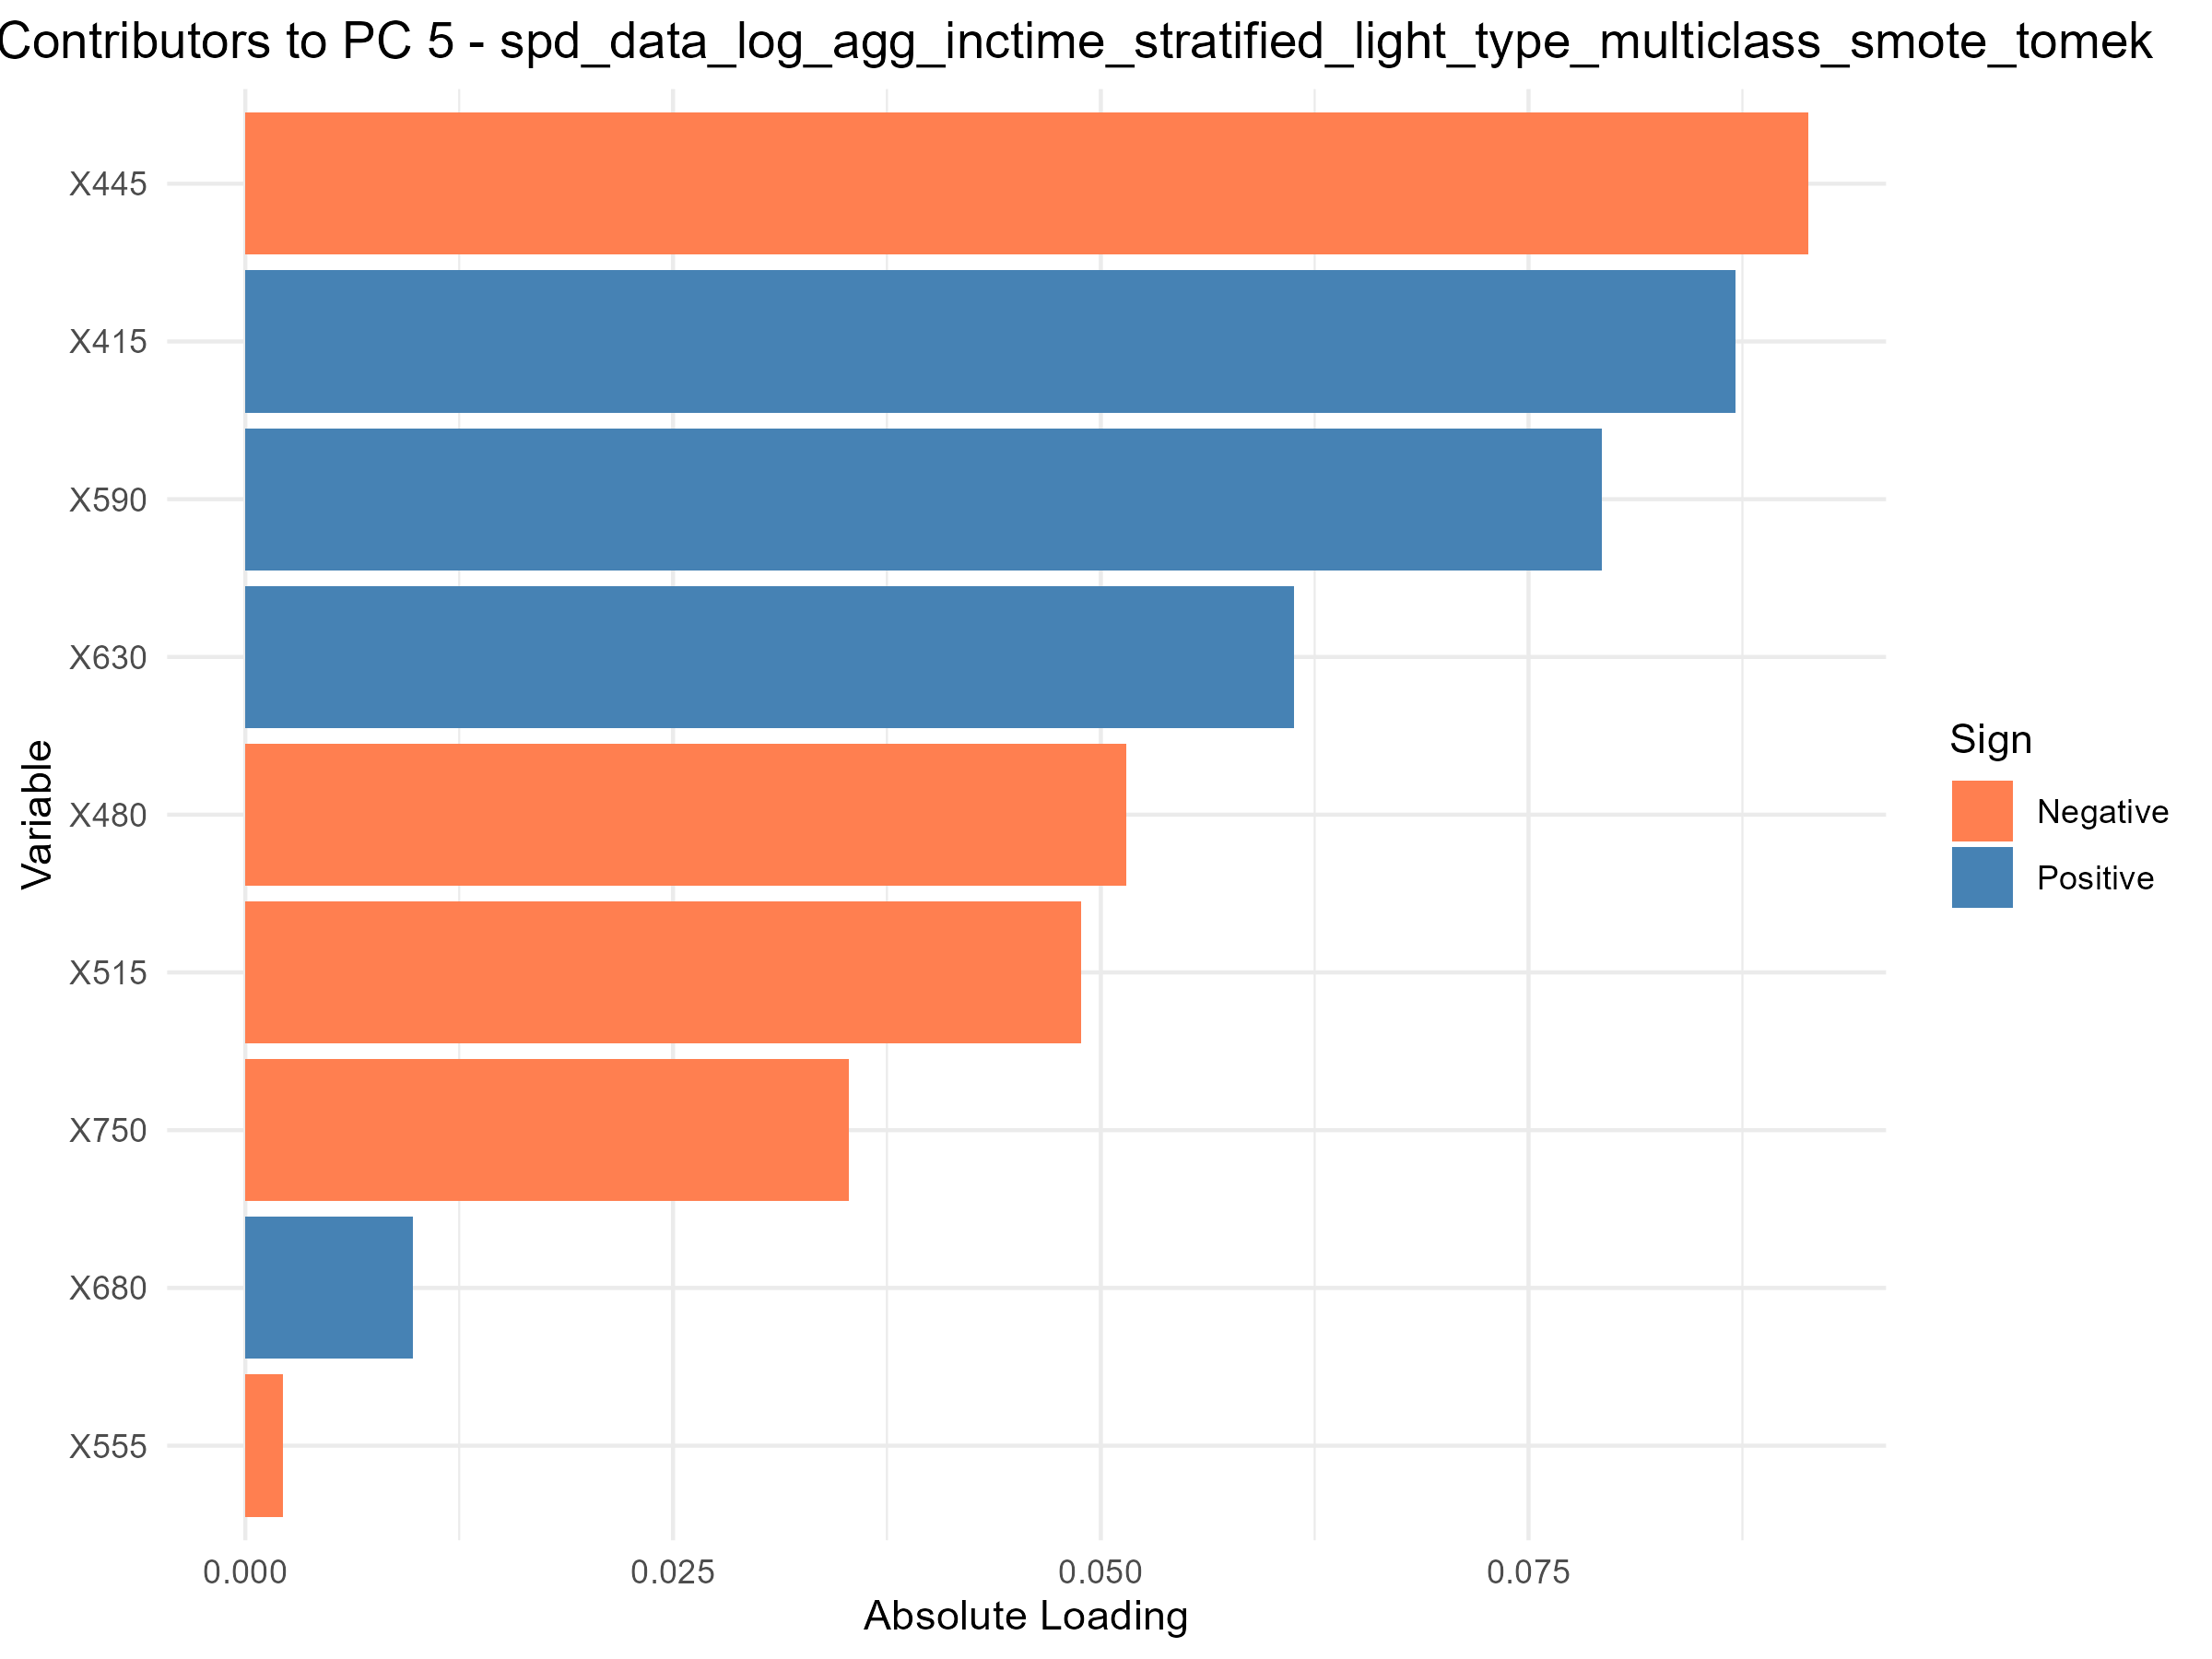 Contributors to PC 5 - spd_data_log_agg_inctime_stratified_light_type_multiclass_smote_tomek
X445
X415
X590
X630
X480
X515
X750
X680
X555
Variable
0.000
0.025
0.050
0.075
Absolute Loading
Sign
Negative
Positive